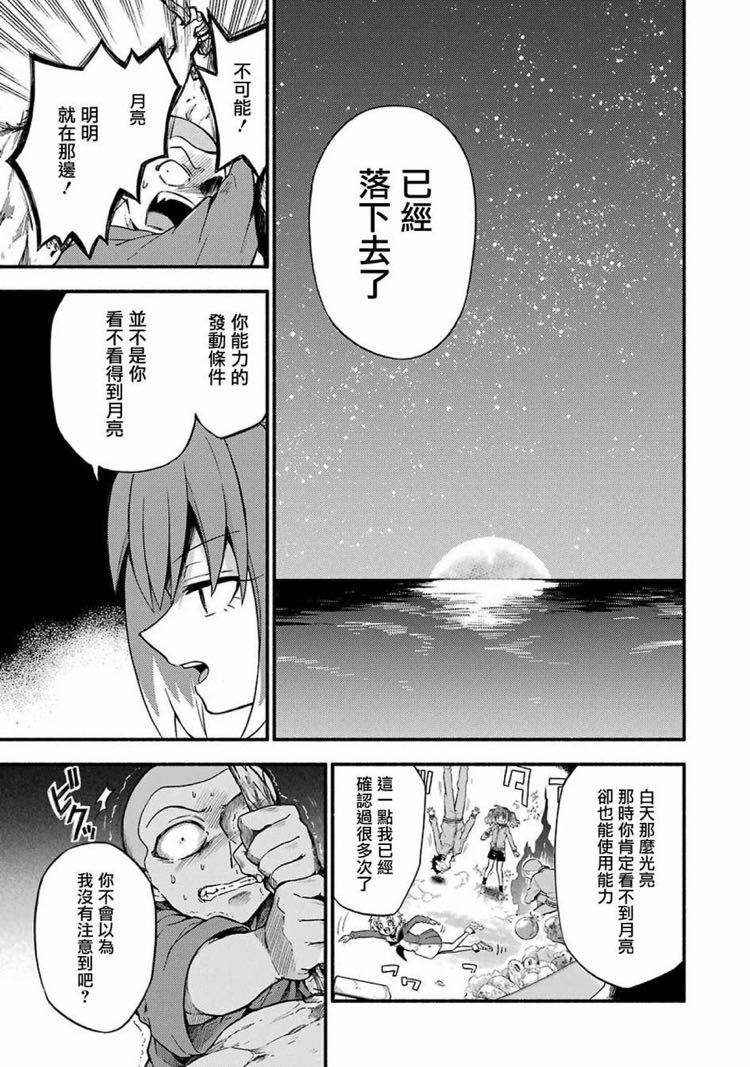 已經
落下去了
不可能！
月亮
明明
就在那邊！
你能力的
發動條件
並不是你
看不看得到月亮
白天那麼光亮
那時你肯定看不到月亮
卻也能使用能力
這一點我已經
確認過很多次了
ビクッ
你不會以為
我沒有注意到吧？